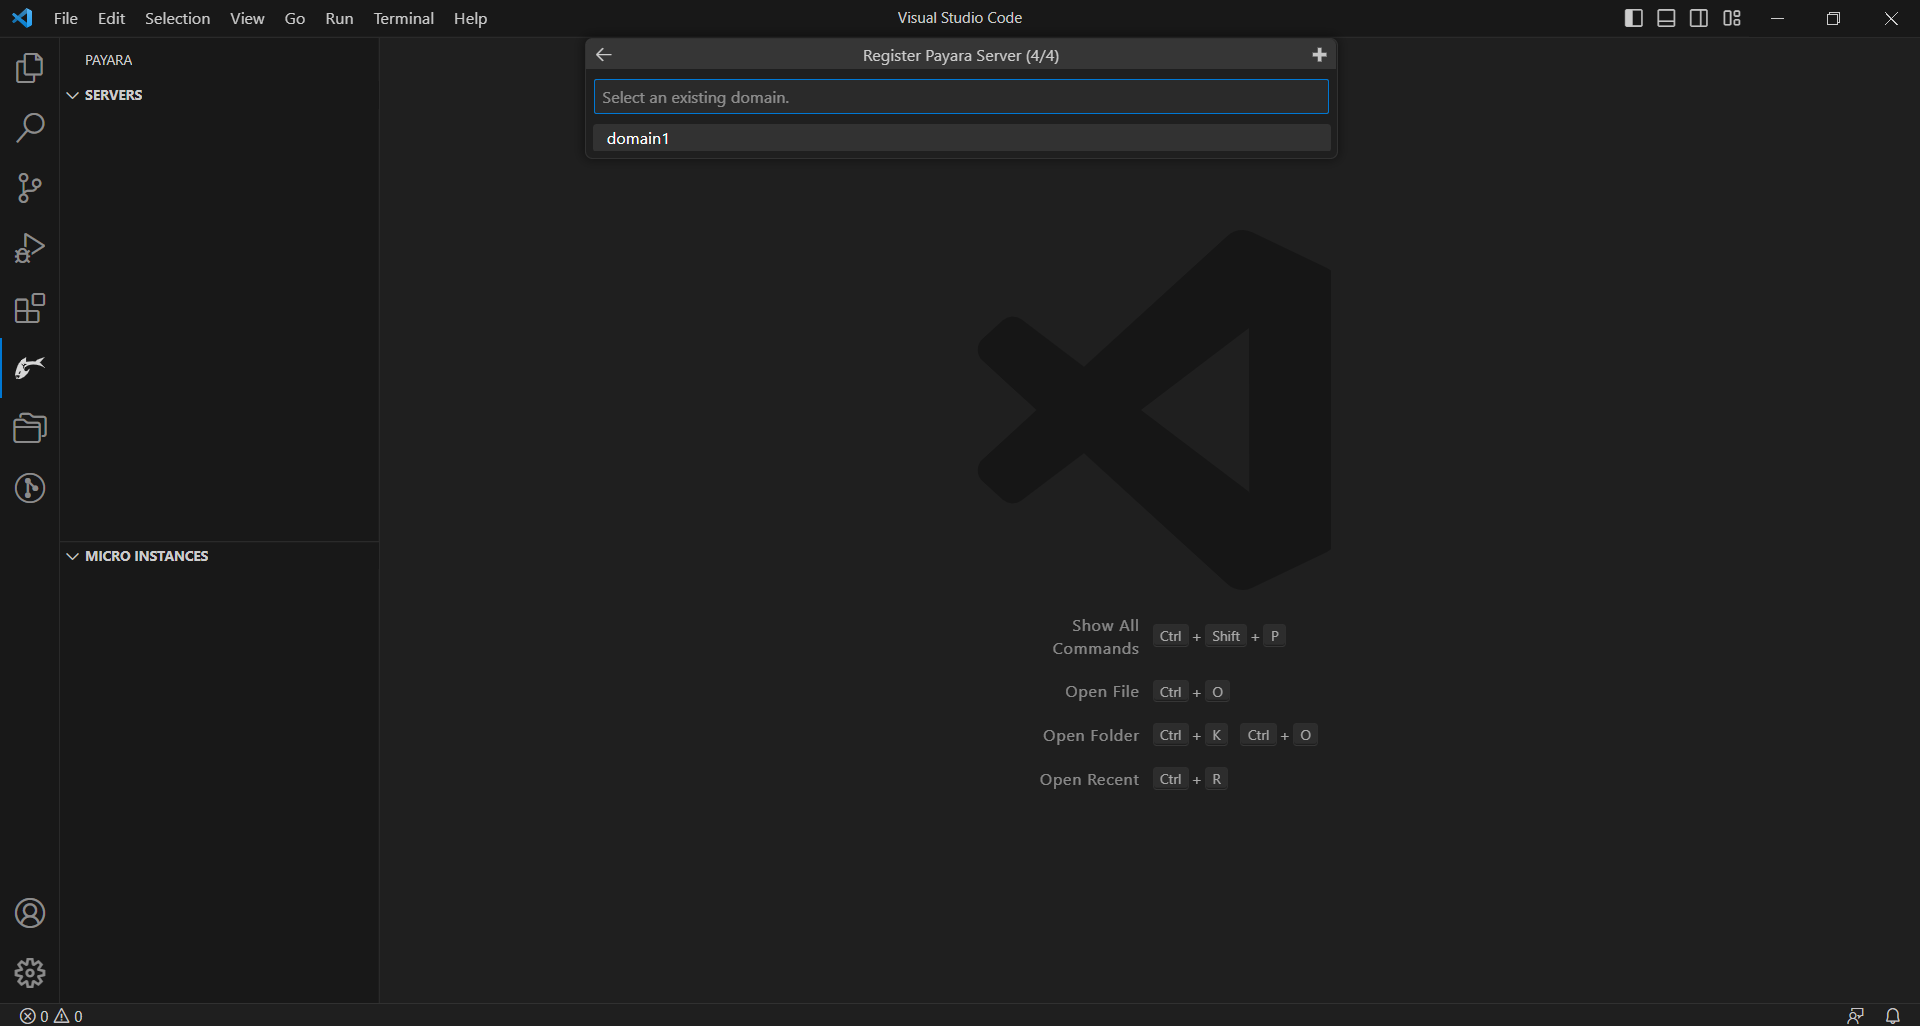 File Edit Selection View Go Run Terminal Help
Visual Studio Code
PAYARA
SERVERS
Register Payara Server (4/4)
Select an existing domain.
domain1
MICRO INSTANCES
Show All Commands Ctrl + Shift + P
Open File Ctrl + O
Open Folder Ctrl + K Ctrl + O
Open Recent Ctrl + R
0 0